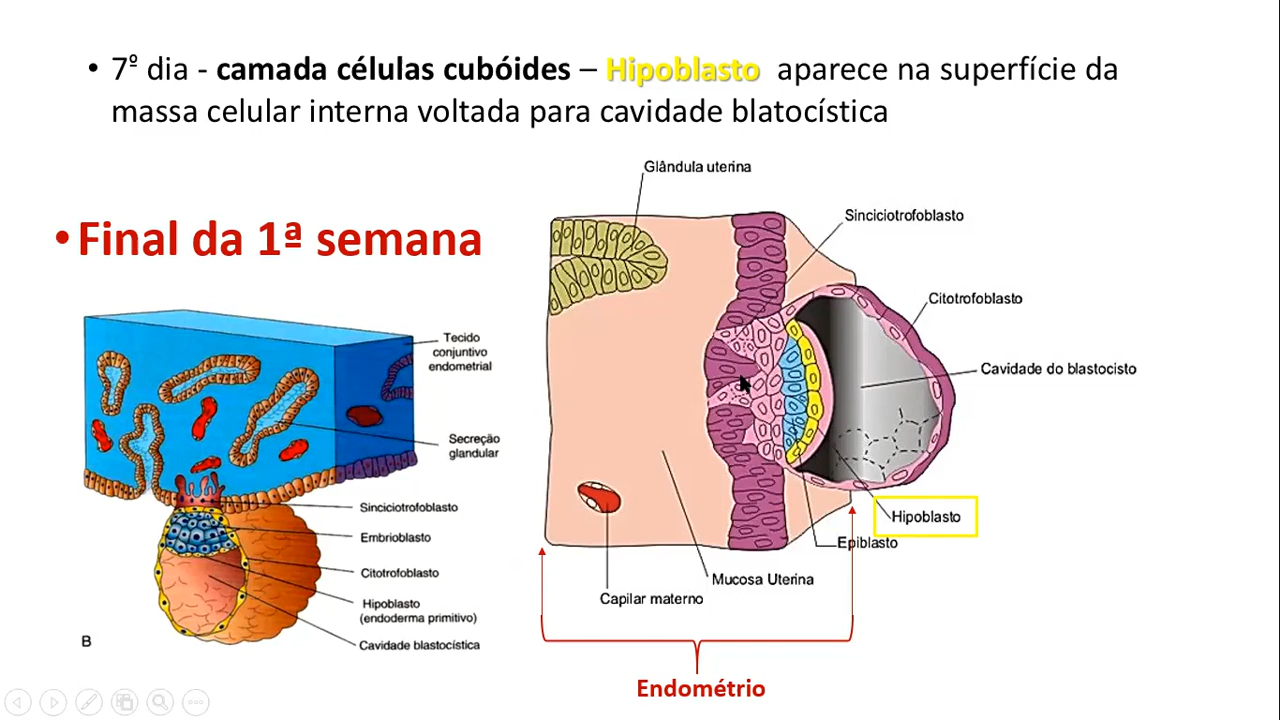 • 7º dia - camada células cubóides – Hipoblasto aparece na superfície da
massa celular interna voltada para cavidade blatocística
• Final da 1ª semana
Tecido
conjuntivo
endometrial
Secreção
glandular
Sinciciotrofoblasto
Embrioblasto
Citotrofoblasto
Hipoblasto
(endoderma primitivo)
Cavidade blastocística
B
Glândula uterina
Sinciciotrofoblasto
Citotrofoblasto
Cavidade do blastocisto
Hipoblasto
Epiblasto
Mucosa Uterina
Capilar materno
Endométrio